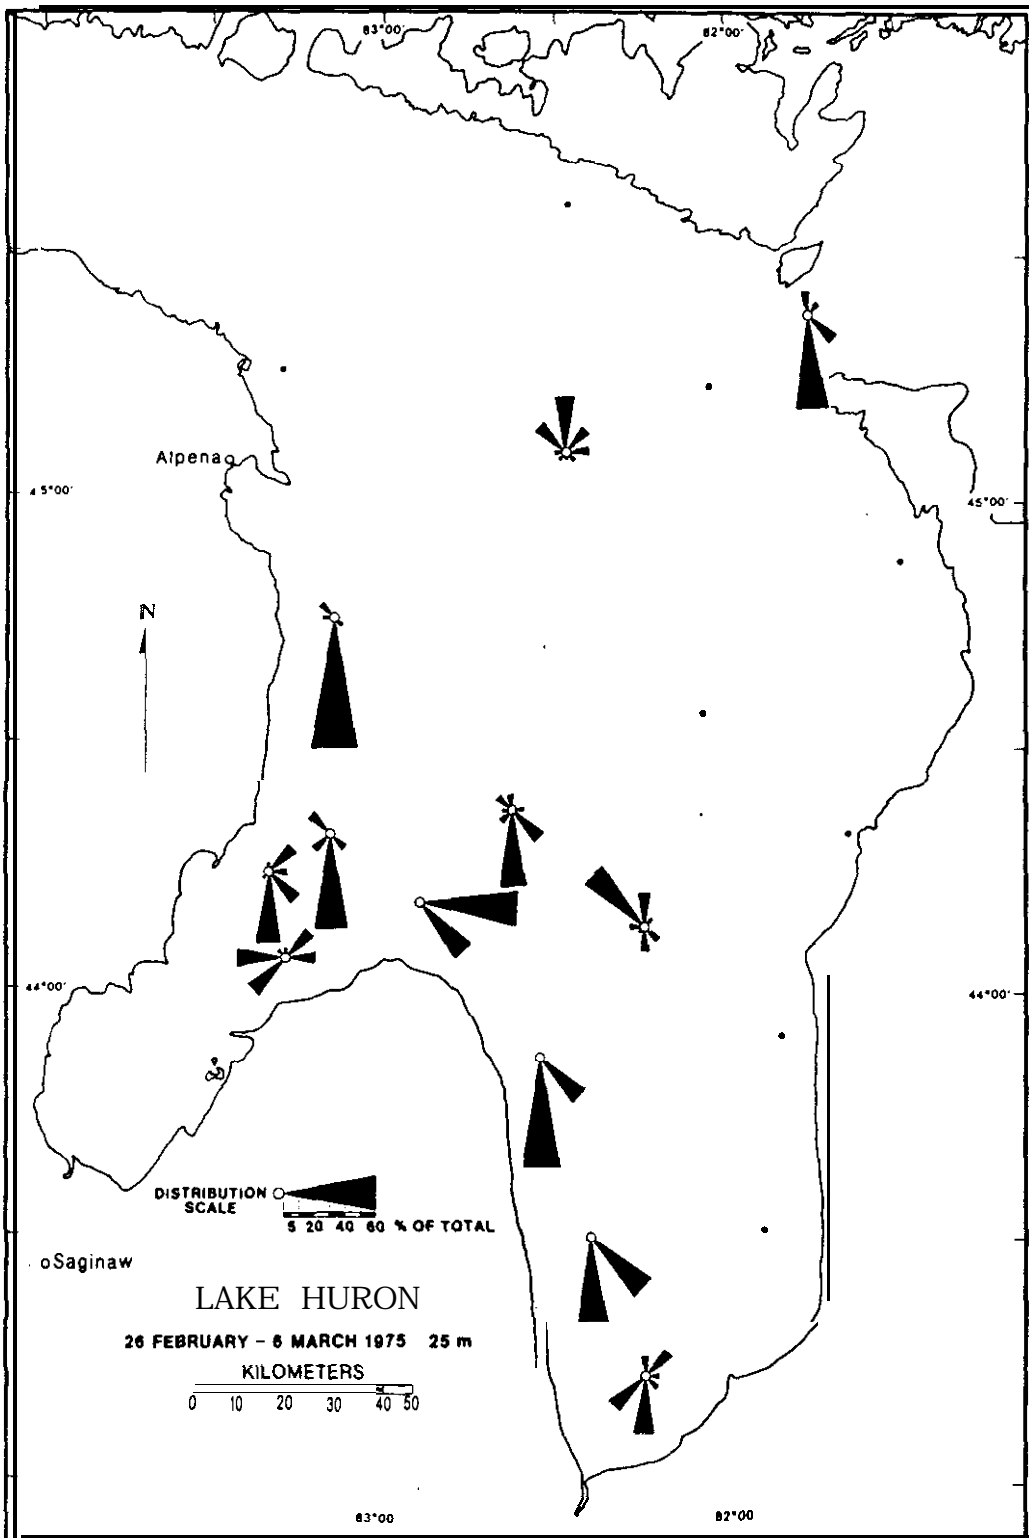 83°00'
82°00'
Alpena
45°00'
45°00'
N
44°00'
44°00'
DISTRIBUTION
SCALE
5 20 40 60 % OF TOTAL
Saginaw
LAKE HURON
26 FEBRUARY - 6 MARCH 1975 25 m
KILOMETERS
0 10 20 30 40 50
83°00
82°00